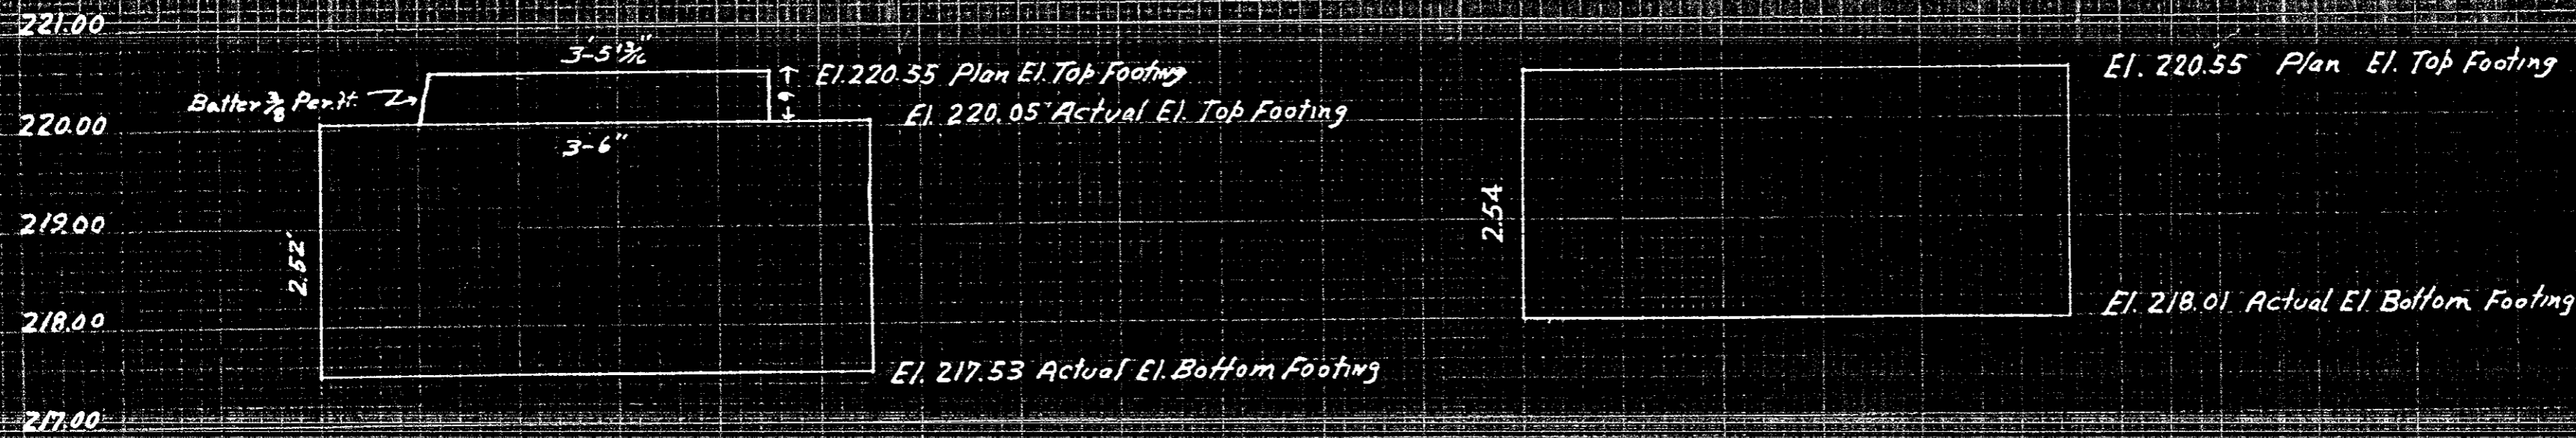 221.00
3'-5 13/16"
El. 220.55 Plan El. Top Footing
El. 220.55 Plan El. Top Footing
Batter 3/8 Per.ft.
220.00
El. 220.05 Actual El. Top Footing
3-6"
219.00
2.52'
2.54
218.00
El. 218.01 Actual El Bottom Footing
El. 217.53 Actual El. Bottom Footing
217.00